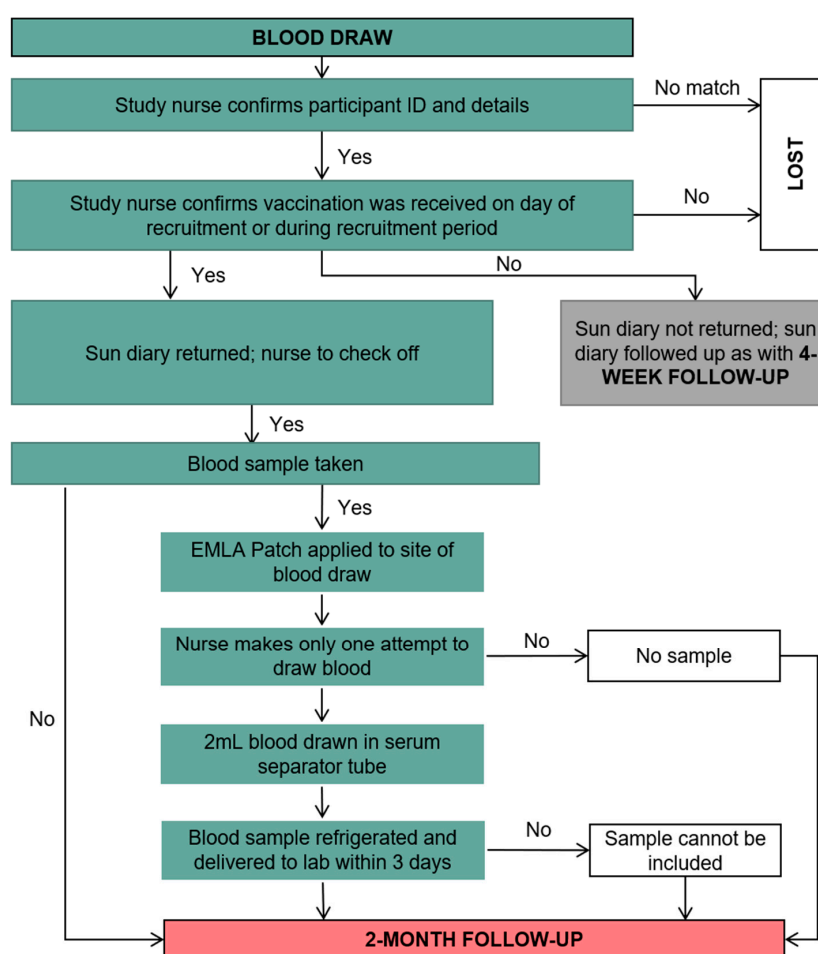 BLOOD DRAW
Study nurse confirms participant ID and details
No match
LOST
Yes
Study nurse confirms vaccination was received on day of
recruitment or during recruitment period
No
Yes
No
Sun diary returned; nurse to check off
Sun diary not returned; sun
diary followed up as with 4-
WEEK FOLLOW-UP
Yes
Blood sample taken
Yes
EMLA Patch applied to site of
blood draw
Nurse makes only one attempt to
draw blood
No
No sample
No
2mL blood drawn in serum
separator tube
Blood sample refrigerated and
delivered to lab within 3 days
No
Sample cannot be
included
2-MONTH FOLLOW-UP